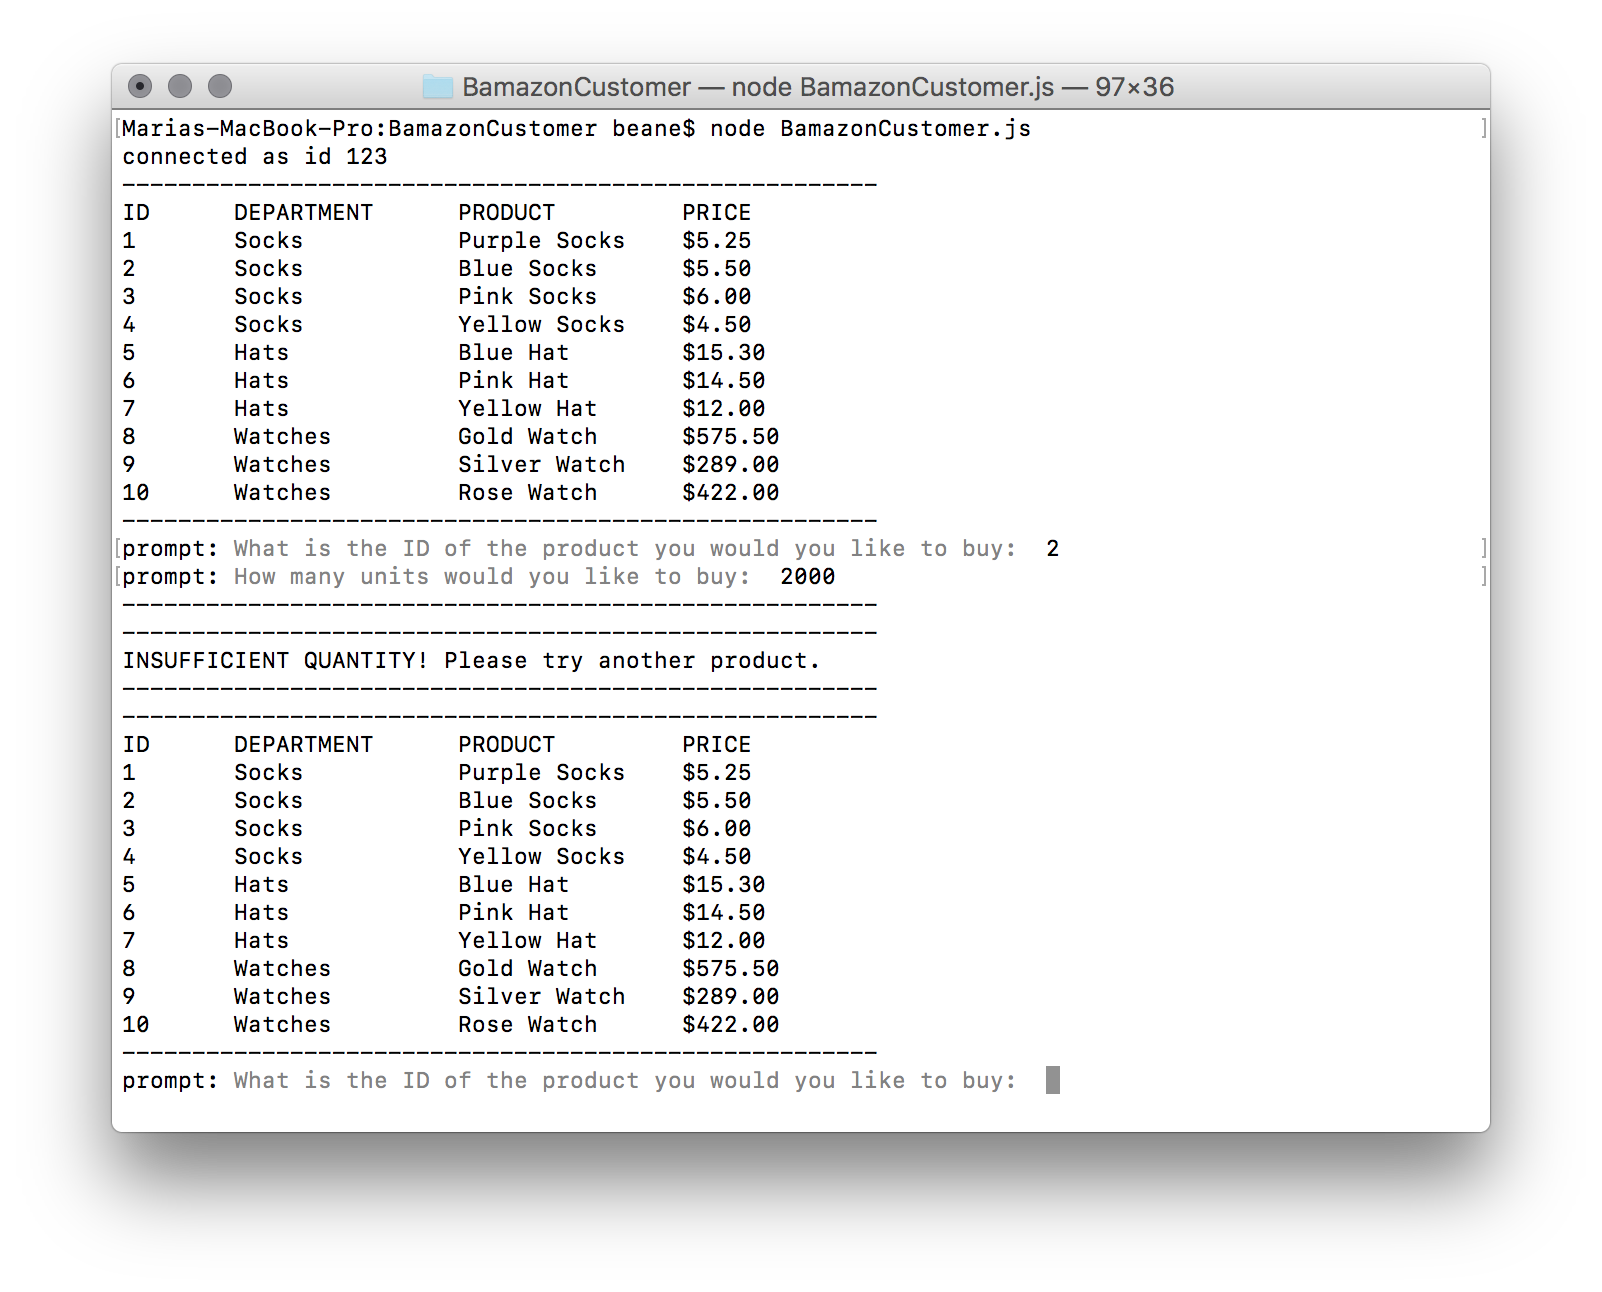 BamazonCustomer — node BamazonCustomer.js — 97×36
[Marias-MacBook-Pro:BamazonCustomer beane$ node BamazonCustomer.js ]
connected as id 123
------------------------------------------------------
ID      DEPARTMENT      PRODUCT         PRICE
1       Socks           Purple Socks    $5.25
2       Socks           Blue Socks      $5.50
3       Socks           Pink Socks      $6.00
4       Socks           Yellow Socks    $4.50
5       Hats            Blue Hat        $15.30
6       Hats            Pink Hat        $14.50
7       Hats            Yellow Hat      $12.00
8       Watches         Gold Watch      $575.50
9       Watches         Silver Watch    $289.00
10      Watches         Rose Watch      $422.00
------------------------------------------------------
[prompt: What is the ID of the product you would you like to buy:  2 ]
[prompt: How many units would you like to buy:  2000 ]
------------------------------------------------------
------------------------------------------------------
INSUFFICIENT QUANTITY! Please try another product.
------------------------------------------------------
------------------------------------------------------
ID      DEPARTMENT      PRODUCT         PRICE
1       Socks           Purple Socks    $5.25
2       Socks           Blue Socks      $5.50
3       Socks           Pink Socks      $6.00
4       Socks           Yellow Socks    $4.50
5       Hats            Blue Hat        $15.30
6       Hats            Pink Hat        $14.50
7       Hats            Yellow Hat      $12.00
8       Watches         Gold Watch      $575.50
9       Watches         Silver Watch    $289.00
10      Watches         Rose Watch      $422.00
------------------------------------------------------
prompt: What is the ID of the product you would you like to buy: